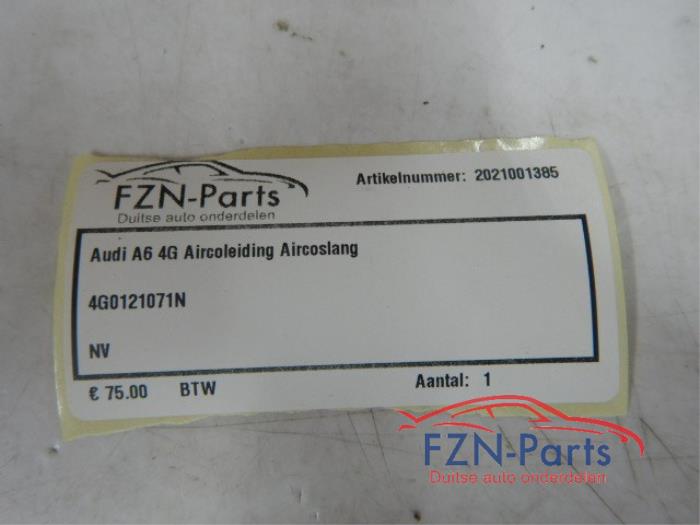 FZN-Parts
Duitse auto onderdelen
Artikelnummer: 2021001385
Audi A6 4G Aircoleiding Aircoslang
4G0121071N
NV
€ 75.00 BTW Aantal: 1
FZN-Parts
Duitse auto onderdelen